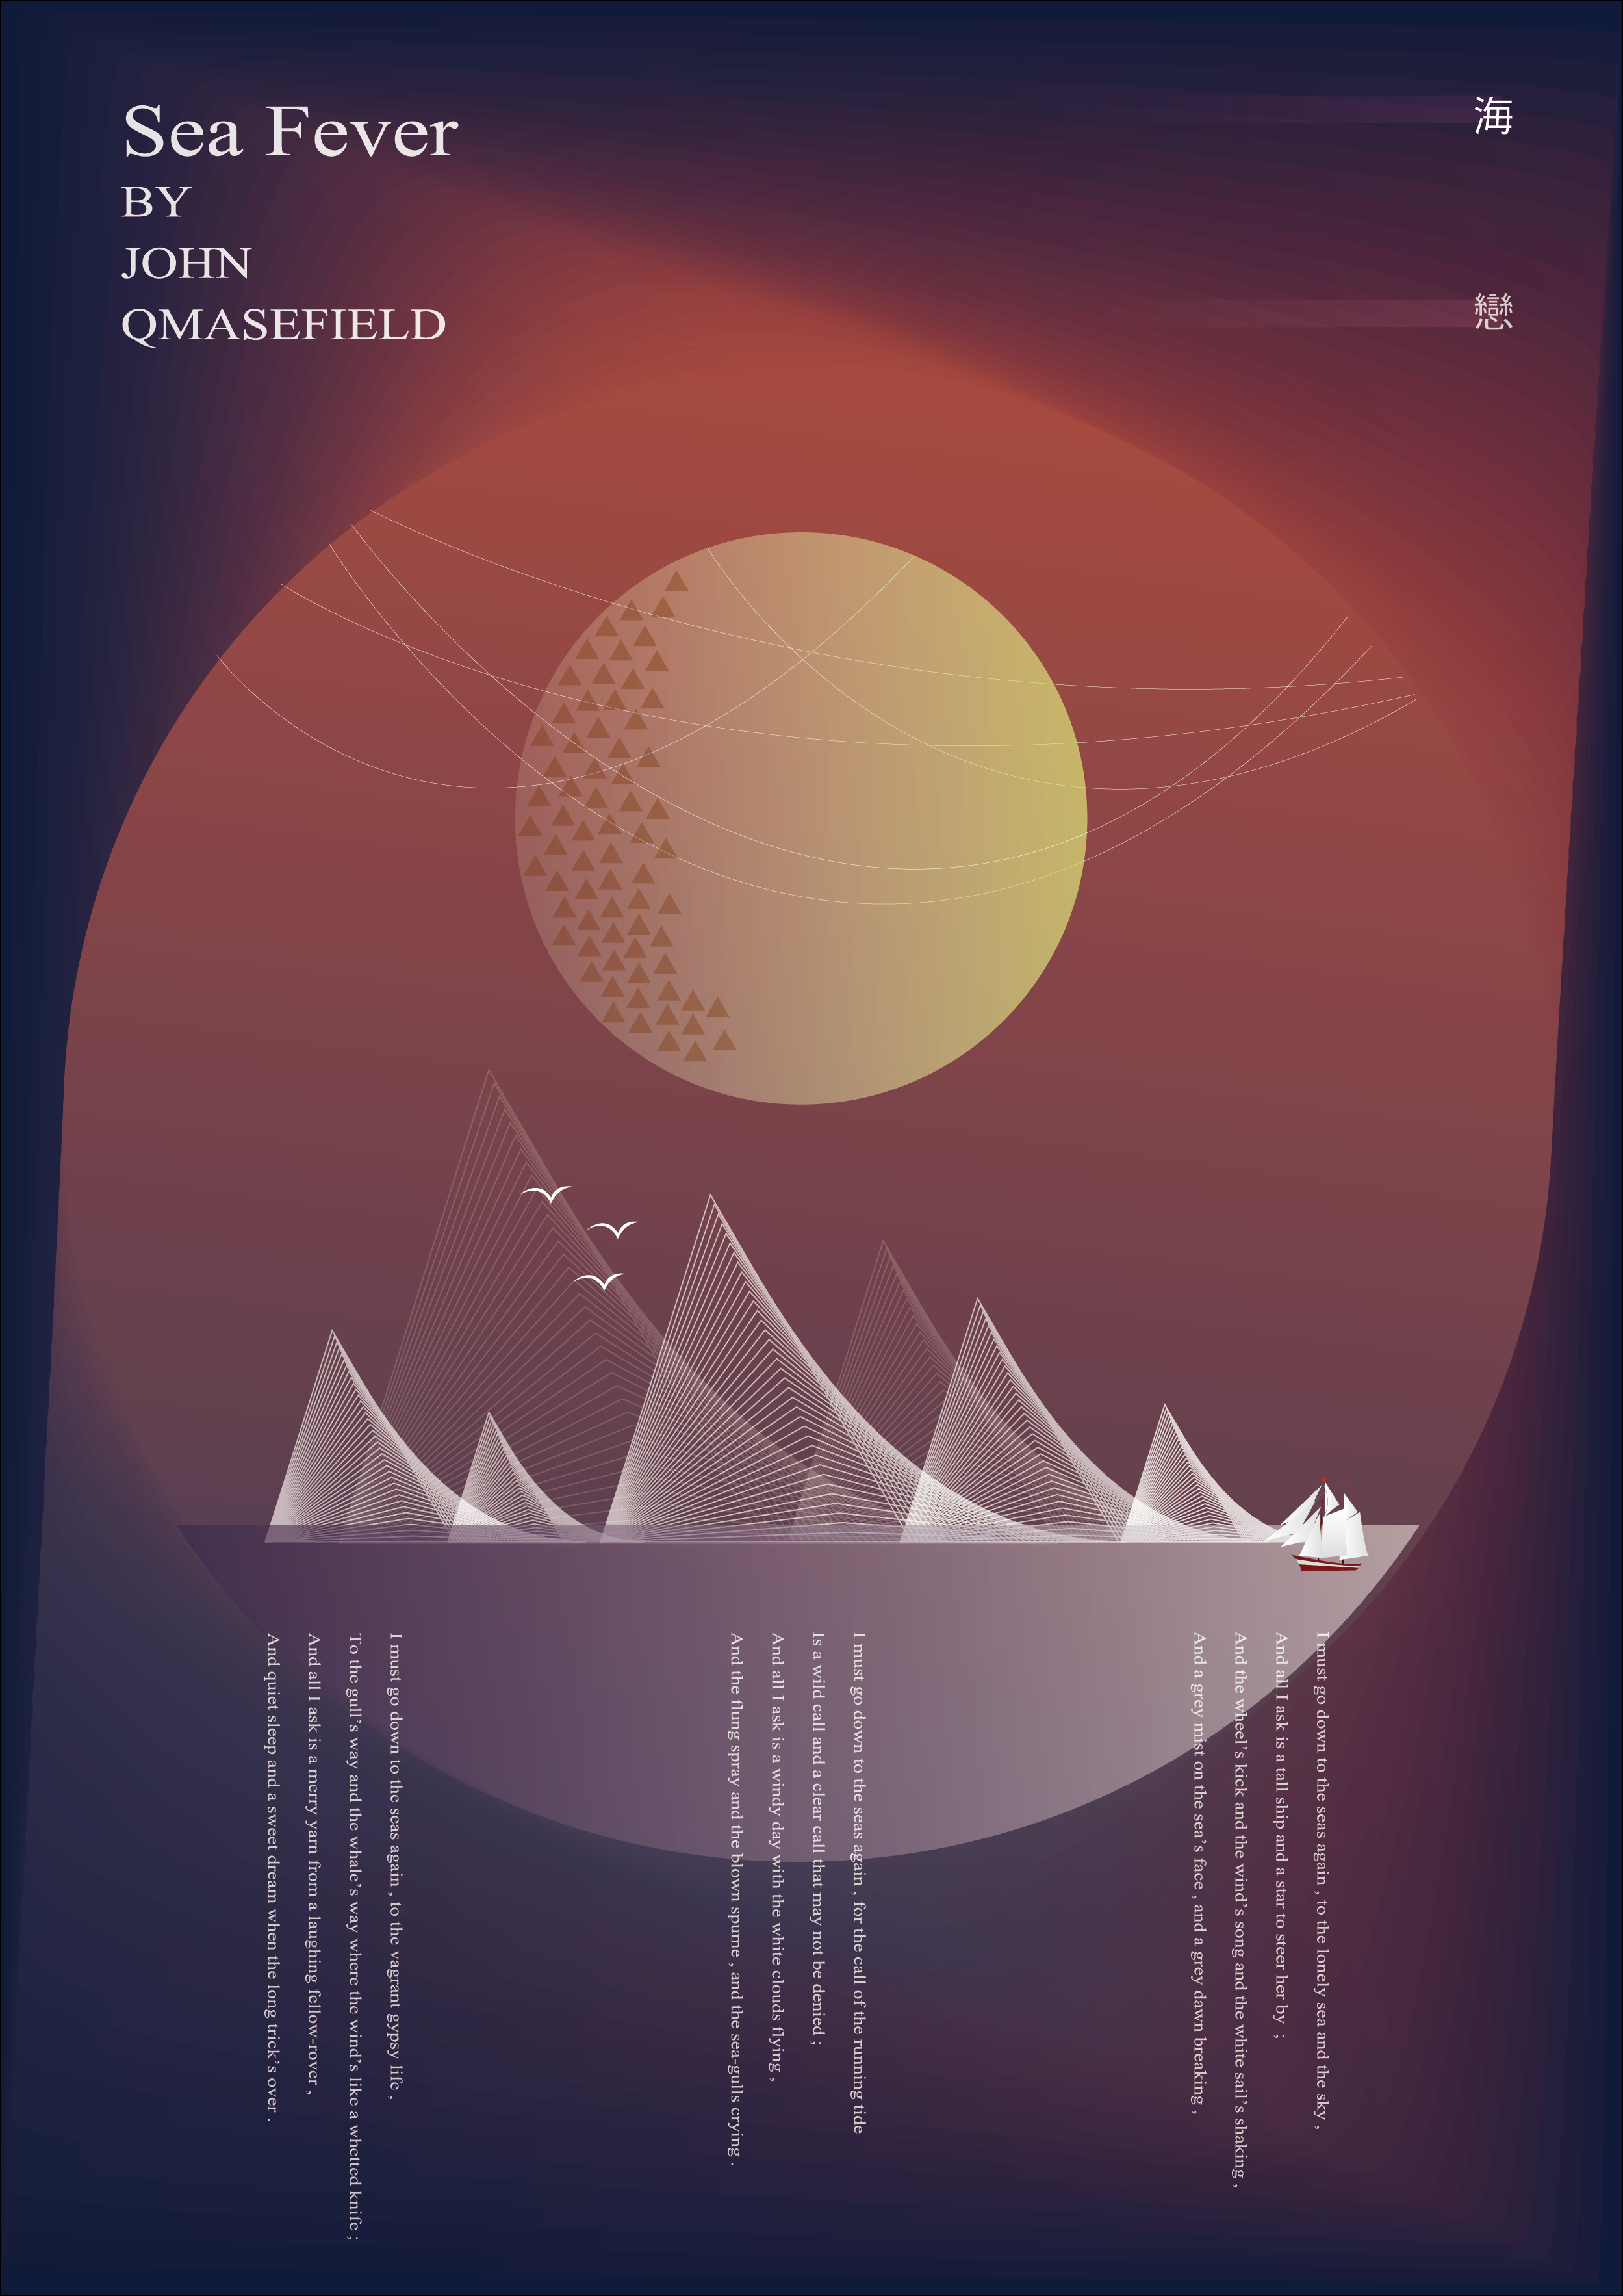 Sea Fever
BY
JOHN
QMASEFIELD
海
戀
I must go down to the seas again , to the lonely sea and the sky ,
And all I ask is a tall ship and a star to steer her by ;
And the wheel’s kick and the wind’s song and the white sail’s shaking ,
And a grey mist on the sea’s face , and a grey dawn breaking ,
I must go down to the seas again , for the call of the running tide
Is a wild call and a clear call that may not be denied ;
And all I ask is a windy day with the white clouds flying ,
And the flung spray and the blown spume , and the sea-gulls crying .
I must go down to the seas again , to the vagrant gypsy life ,
To the gull’s way and the whale’s way where the wind’s like a whetted knife ;
And all I ask is a merry yarn from a laughing fellow-rover ,
And quiet sleep and a sweet dream when the long trick’s over .